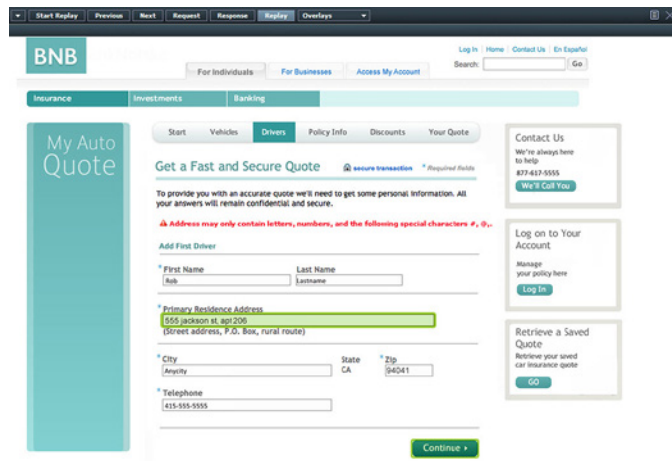 Start Replay Previous Next Request Response Replay Overlays
BNB
Log In Home Contact Us En Español
Search: Go
For Individuals For Businesses Access My Account
Insurance Investments Banking
My Auto
Quote
Start Vehicles Drivers Policy Info Discounts Your Quote
Get a Fast and Secure Quote secure transaction * Required fields
To provide you with an accurate quote we'll need to get some personal information. All
your answers will remain confidential and secure.
Address may only contain letters, numbers, and the following special characters #, @,.
Add First Driver
* First Name Last Name
Rob Lastname
* Primary Residence Address
555 jackson st, apt 206
(Street address, P.O. Box, rural route)
* City State * Zip
Anycity CA 94041
* Telephone
415-555-5555
Continue
Contact Us
We're always here
to help
877-617-5555
We'll Call You
Log on to Your
Account
Manage
your policy here
Log In
Retrieve a Saved
Quote
Retrieve your saved
car insurance quote
GO